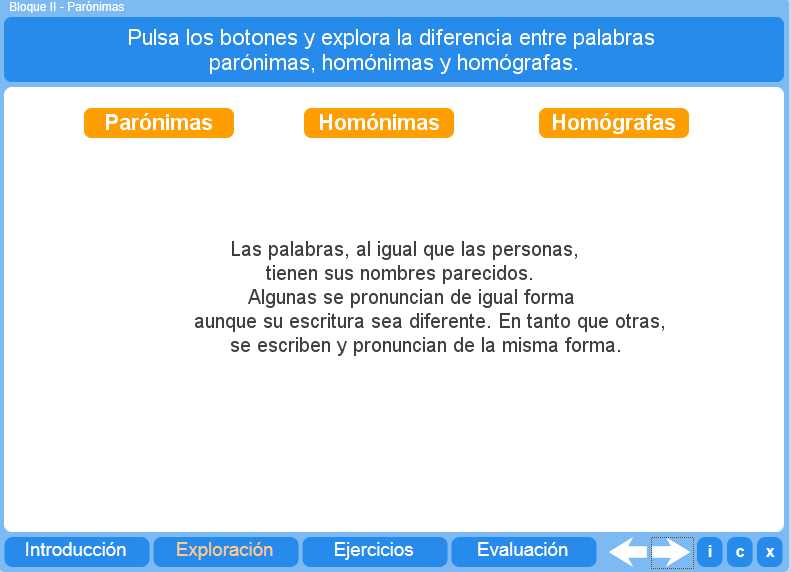 Bloque II - Parónimas
Pulsa los botones y explora la diferencia entre palabras
parónimas, homónimas y homógrafas.
Parónimas
Homónimas
Homógrafas
Las palabras, al igual que las personas,
tienen sus nombres parecidos.
Algunas se pronuncian de igual forma
aunque su escritura sea diferente. En tanto que otras,
se escriben y pronuncian de la misma forma.
Introducción
Exploración
Ejercicios
Evaluación
i
c
x